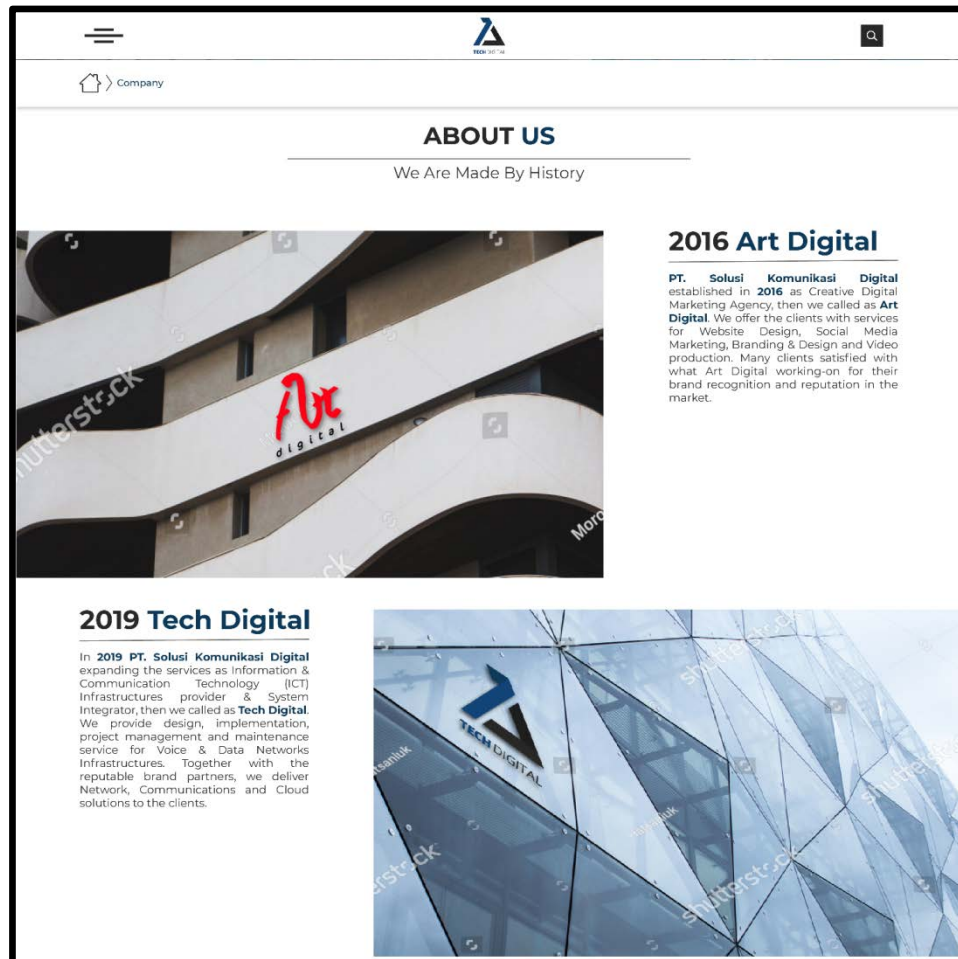 TECH DIGITAL
Company
ABOUT US
We Are Made By History
shutterstock
Art
digital
2016 Art Digital
PT. Solusi Komunikasi Digital
established in 2016 as Creative Digital
Marketing Agency, then we called as Art
Digital. We offer the clients with services
for Website Design, Social Media
Marketing, Branding & Design and Video
production. Many clients satisfied with
what Art Digital working-on for their
brand recognition and reputation in the
market.
2019 Tech Digital
In 2019 PT. Solusi Komunikasi Digital
expanding the services as Information &
Communication Technology (ICT)
Infrastructures provider & System
Integrator, then we called as Tech Digital.
We provide design, implementation,
project management and maintenance
service for Voice & Data Networks
Infrastructures. Together with the
reputable brand partners, we deliver
Network, Communications and Cloud
solutions to the clients.
TECH DIGITAL
shutterstock
shutterstock